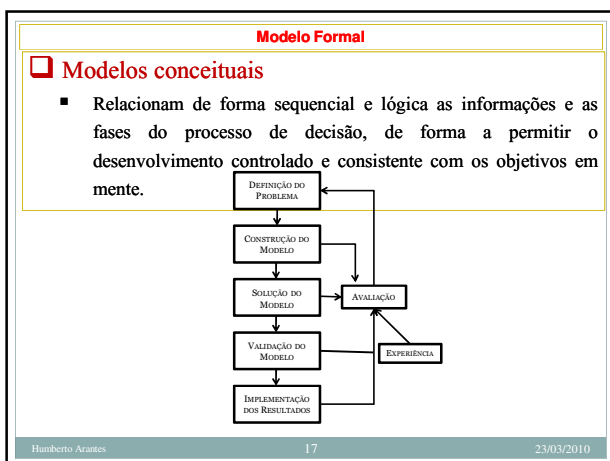 Modelo Formal
Modelos conceituais
Relacionam de forma sequencial e lógica as informações e as
fases do processo de decisão, de forma a permitir o
desenvolvimento controlado e consistente com os objetivos em
mente.
DEFINIÇÃO DO
PROBLEMA
CONSTRUÇÃO DO
MODELO
SOLUÇÃO DO
MODELO
AVALIAÇÃO
VALIDAÇÃO DO
MODELO
EXPERIÊNCIA
IMPLEMENTAÇÃO
DOS RESULTADOS
Humberto Arantes
17
23/03/2010